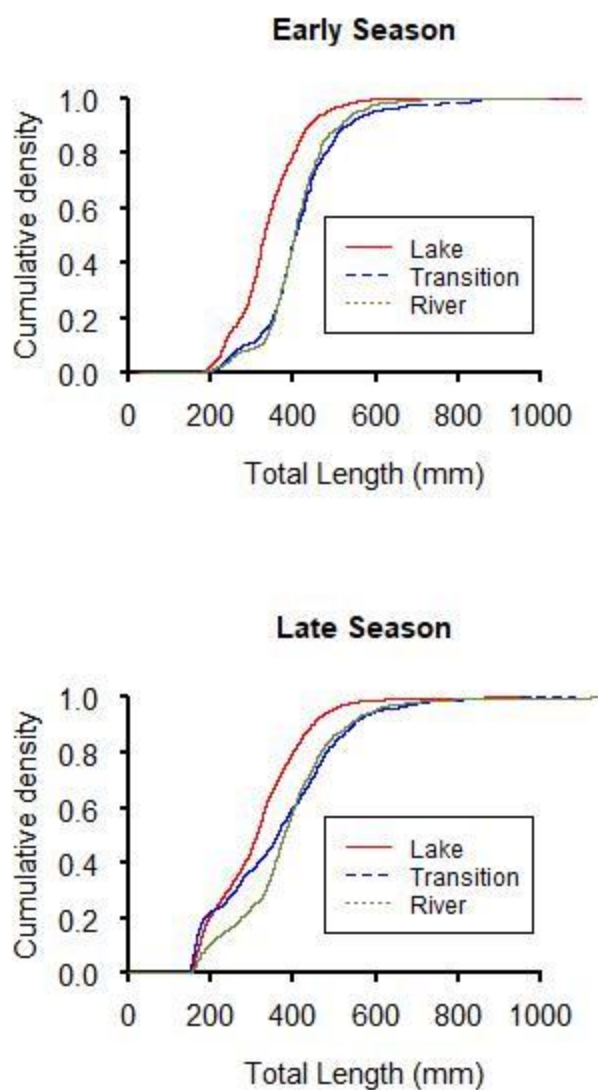 Early Season
Cumulative density
1.0
0.8
0.6
0.4
0.2
0.0
Lake
Transition
River
0 200 400 600 800 1000
Total Length (mm)
Late Season
Cumulative density
1.0
0.8
0.6
0.4
0.2
0.0
Lake
Transition
River
0 200 400 600 800 1000
Total Length (mm)